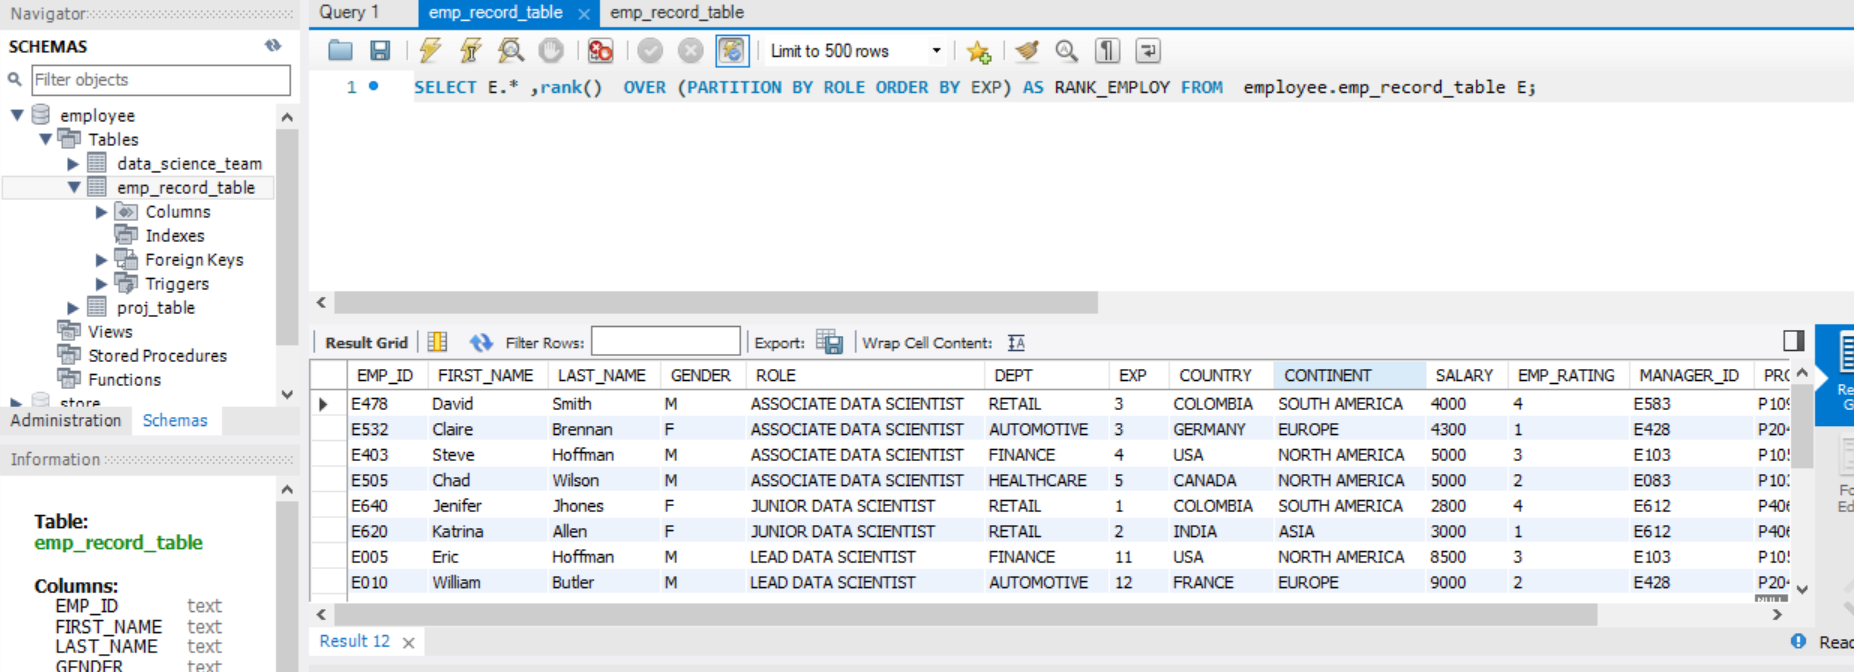 Navigator
SCHEMAS
Filter objects
employee
Tables
data_science_team
emp_record_table
Columns
Indexes
Foreign Keys
Triggers
proj_table
Views
Stored Procedures
Functions
store
Administration Schemas
Information
Table:
emp_record_table
Columns:
EMP_ID text
FIRST_NAME text
LAST_NAME text
GENDER text
Query 1 emp_record_table × emp_record_table
Limit to 500 rows
1 SELECT E.* ,rank() OVER (PARTITION BY ROLE ORDER BY EXP) AS RANK_EMPLOY FROM employee.emp_record_table E;
Result Grid Filter Rows: Export: Wrap Cell Content:
EMP_ID FIRST_NAME LAST_NAME GENDER ROLE DEPT EXP COUNTRY CONTINENT SALARY EMP_RATING MANAGER_ID
E478 David Smith M ASSOCIATE DATA SCIENTIST RETAIL 3 COLOMBIA SOUTH AMERICA 4000 4 E583
E532 Claire Brennan F ASSOCIATE DATA SCIENTIST AUTOMOTIVE 3 GERMANY EUROPE 4300 1 E428
E403 Steve Hoffman M ASSOCIATE DATA SCIENTIST FINANCE 4 USA NORTH AMERICA 5000 3 E103
E505 Chad Wilson M ASSOCIATE DATA SCIENTIST HEALTHCARE 5 CANADA NORTH AMERICA 5000 2 E083
E640 Jenifer Jhones F JUNIOR DATA SCIENTIST RETAIL 1 COLOMBIA SOUTH AMERICA 2800 4 E612
E620 Katrina Allen F JUNIOR DATA SCIENTIST RETAIL 2 INDIA ASIA 3000 1 E612
E005 Eric Hoffman M LEAD DATA SCIENTIST FINANCE 11 USA NORTH AMERICA 8500 3 E103
E010 William Butler M LEAD DATA SCIENTIST AUTOMOTIVE 12 FRANCE EUROPE 9000 2 E428
Result 12 ×